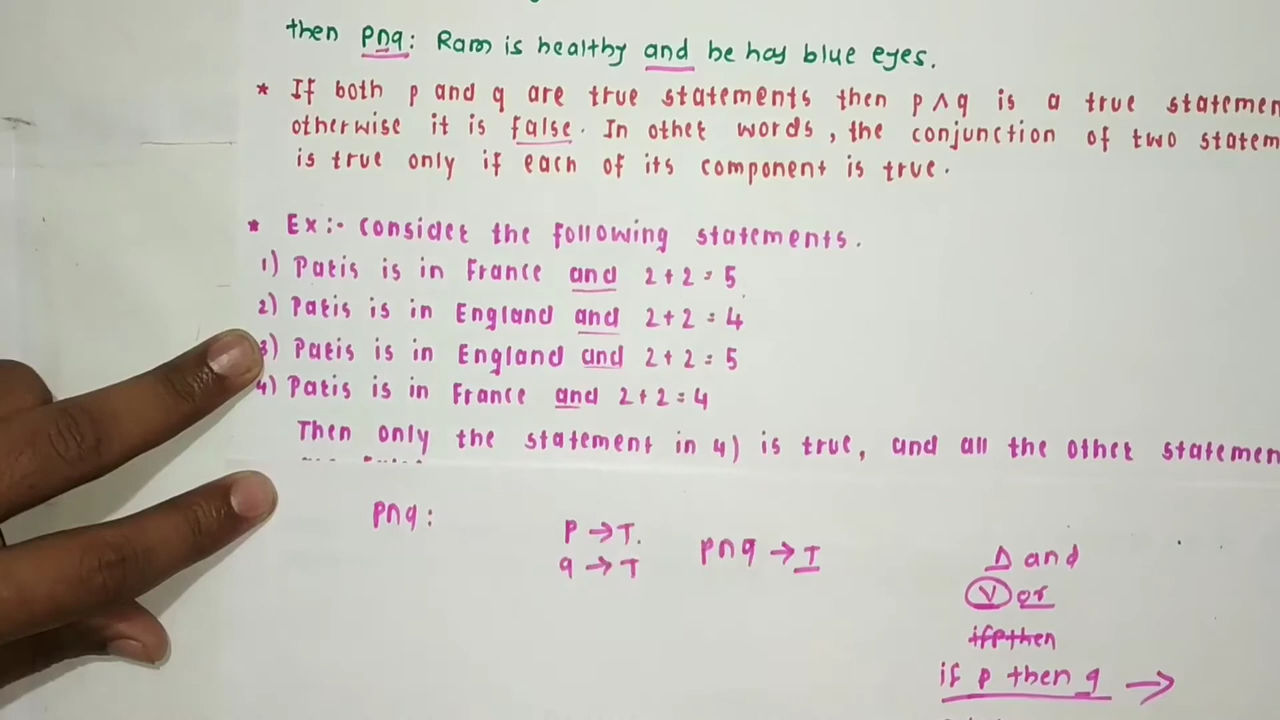 then p∩q: Ram is healthy and he has blue eyes.
* If both p and q are true statements then p ∧ q is a true statemen
otherwise it is false. In other words, the conjunction of two statem
is true only if each of its component is true.
* Ex:- Consider the following statements.
1) Paris is in France and 2+2=5
2) Paris is in England and 2+2=4
3) Paris is in England and 2+2=5
4) Paris is in France and 2+2=4
Then only the statement in 4) is true, and all the other statemen
p∩q:
P → T.
q → T
p∩q → T
∧ and
∨ or
if p then
if p then q →